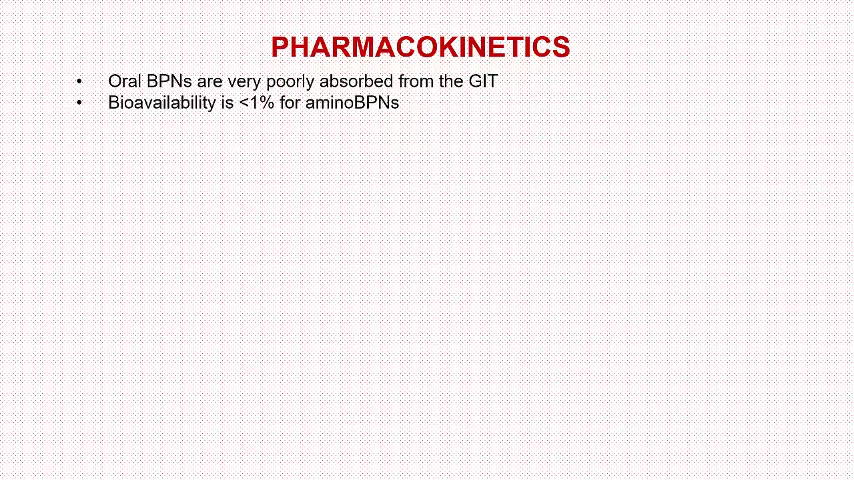 PHARMACOKINETICS
• Oral BPNs are very poorly absorbed from the GIT
• Bioavailability is <1% for aminoBPNs